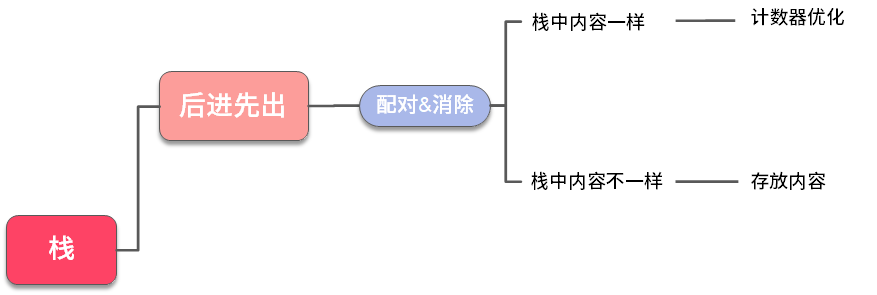 栈中内容一样
计数器优化
后进先出
配对&消除
栈中内容不一样
存放内容
栈